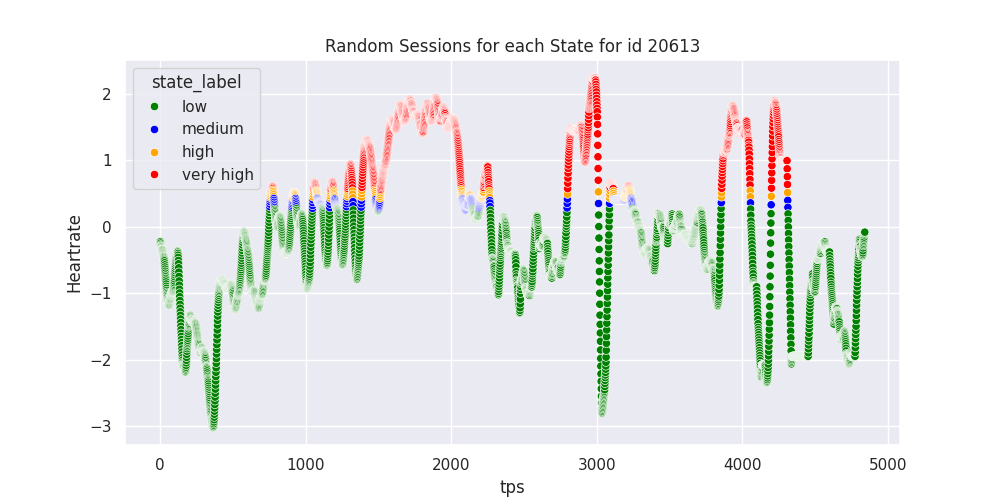 Random Sessions for each State for id 20613
state_label
low
medium
high
very high
Heartrate
2
1
0
−1
−2
−3
0 1000 2000 3000 4000 5000
tps